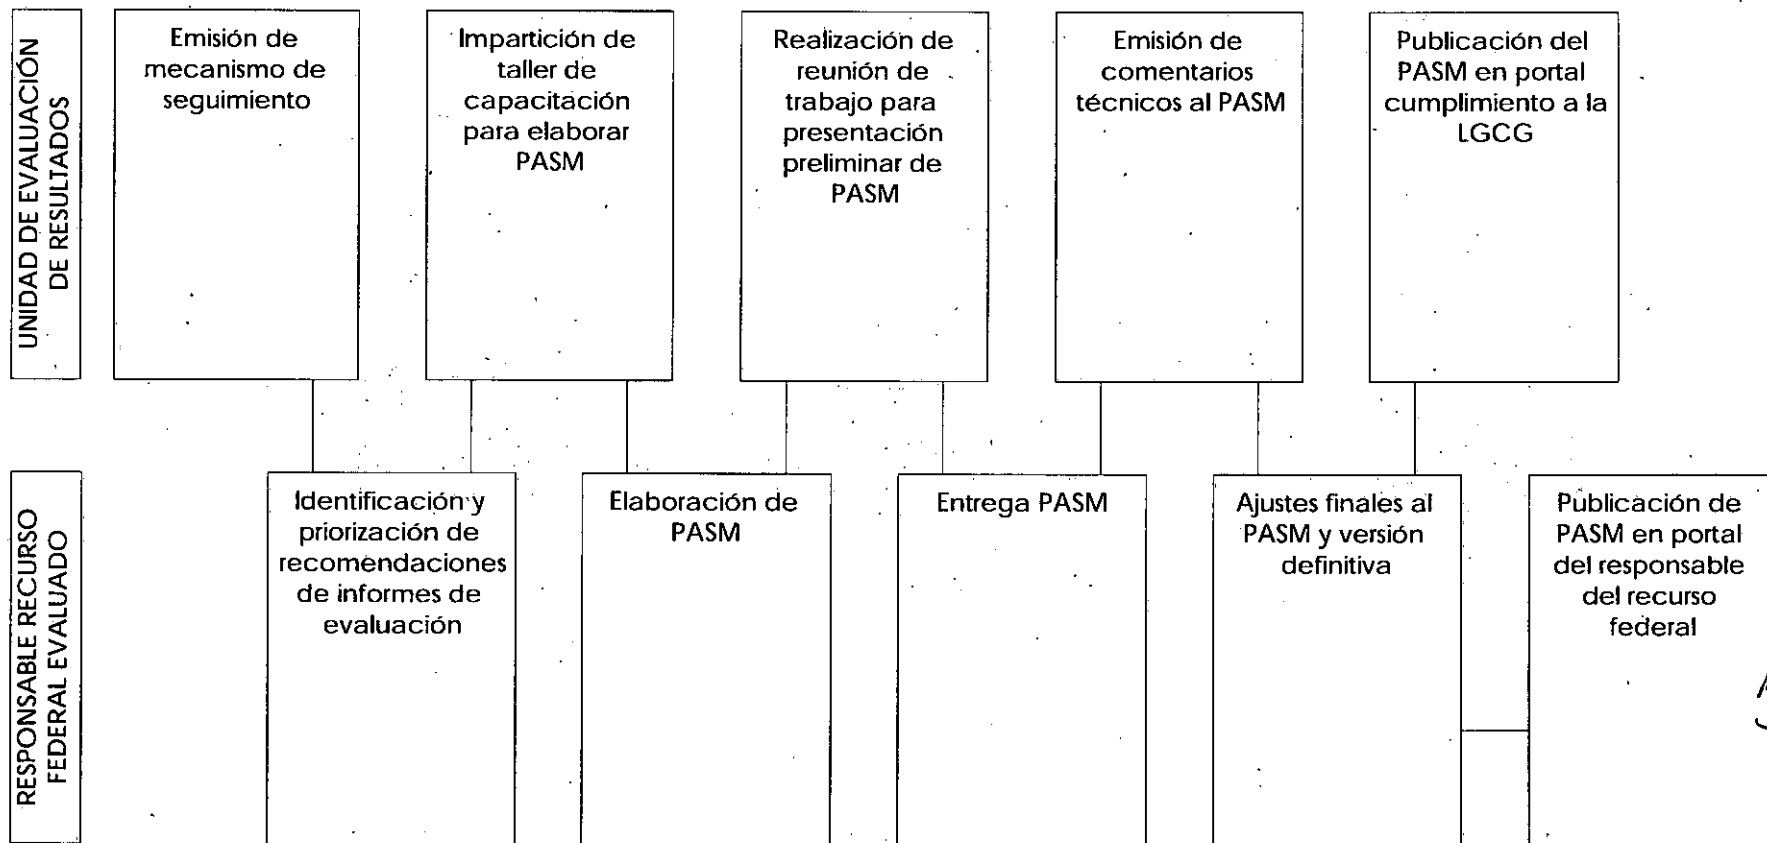 UNIDAD DE EVALUACIÓN
DE RESULTADOS
Emisión de
mecanismo de
seguimiento
Impartición de
taller de
capacitación
para elaborar
PASM
Realización de
reunión de
trabajo para
presentación
preliminar de
PASM
Emisión de
comentarios
técnicos al PASM
Publicación del
PASM en portal
cumplimiento a la
LGCG
RESPONSABLE RECURSO
FEDERAL EVALUADO
Identificación y
priorización de
recomendaciones
de informes de
evaluación
Elaboración de
PASM
Entrega PASM
Ajustes finales al
PASM y versión
definitiva
Publicación de
PASM en portal
del responsable
del recurso
federal